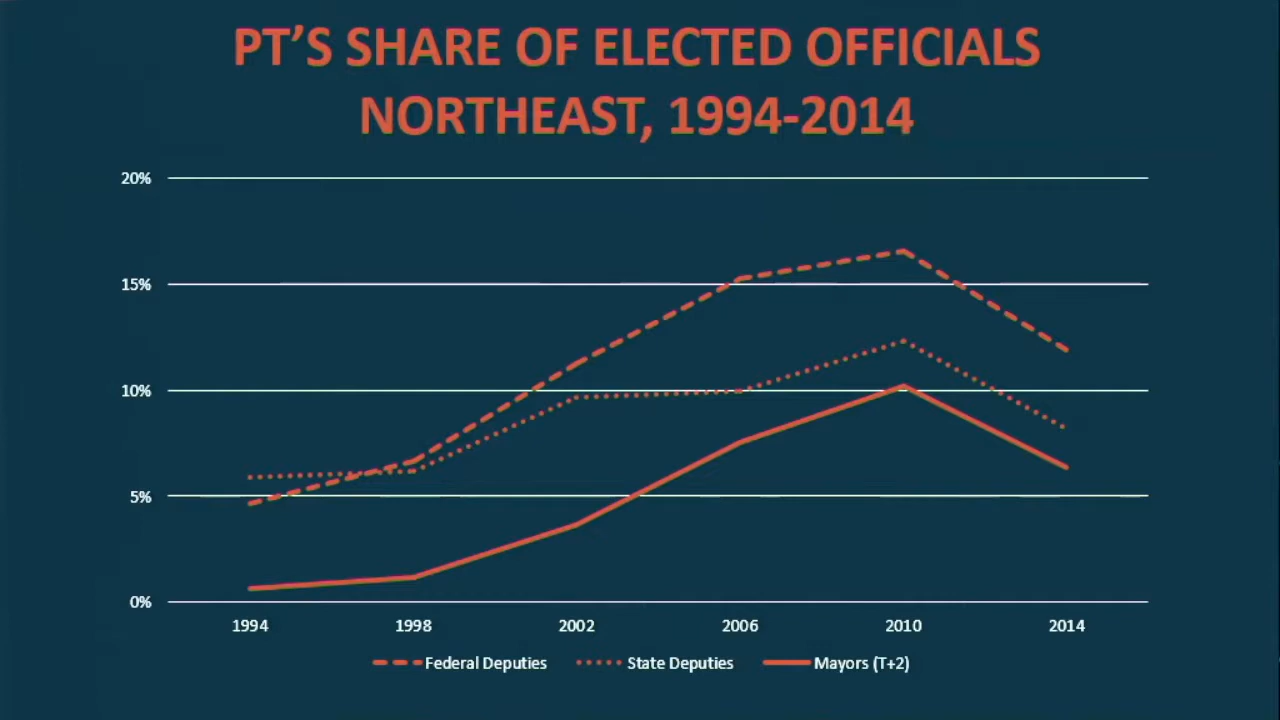 PT'S SHARE OF ELECTED OFFICIALS
NORTHEAST, 1994-2014
20%
15%
10%
5%
0%
1994 1998 2002 2006 2010 2014
Federal Deputies State Deputies Mayors (T+2)